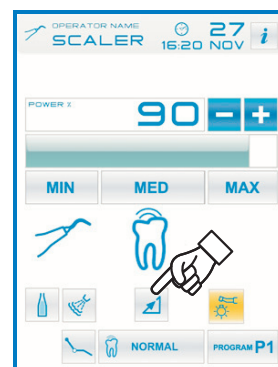 OPERATOR NAME
SCALER
16:20
27
NOV
i
POWER %
90
- +
MIN MED MAX
NORMAL
PROGRAM P1